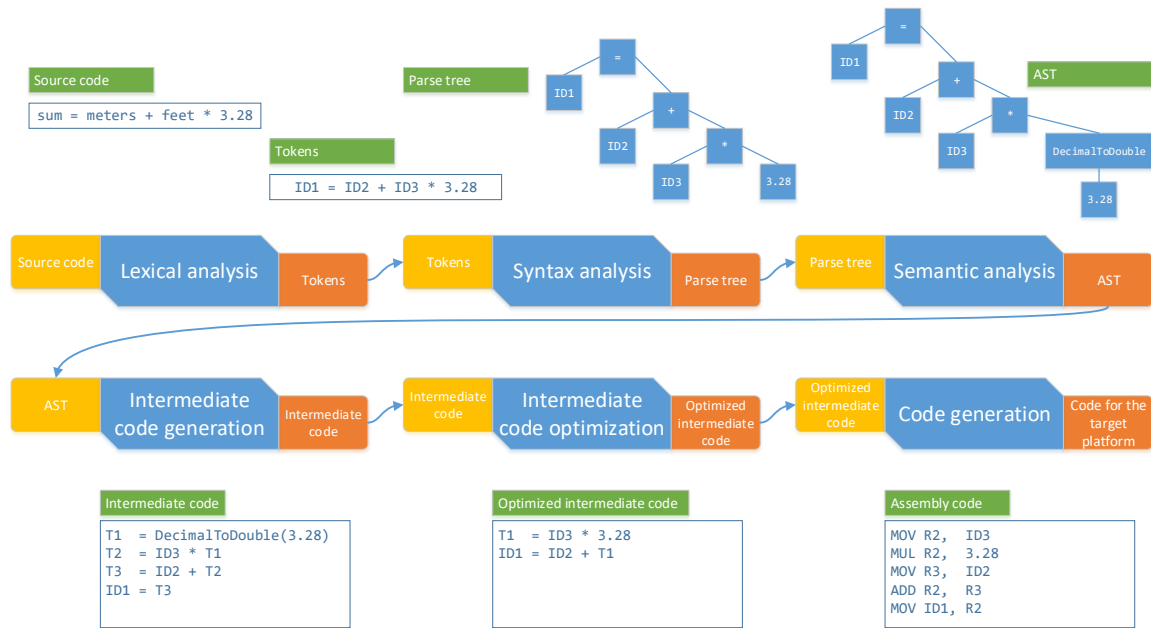 Source code
sum = meters + feet * 3.28
Tokens
ID1 = ID2 + ID3 * 3.28
Parse tree
=
ID1
+
ID2
*
ID3
3.28
AST
=
ID1
+
ID2
*
ID3
DecimalToDouble
3.28
Source code
Lexical analysis
Tokens
Tokens
Syntax analysis
Parse tree
Parse tree
Semantic analysis
AST
AST
Intermediate
code generation
Intermediate
code
Intermediate
code
Intermediate
code optimization
Optimized
intermediate
code
Optimized
intermediate
code
Code generation
Code for the
target
platform
Intermediate code
T1  = DecimalToDouble(3.28)
T2  = ID3 * T1
T3  = ID2 + T2
ID1 = T3
Optimized intermediate code
T1  = ID3 * 3.28
ID1 = ID2 + T1
Assembly code
MOV R2,  ID3
MUL R2,  3.28
MOV R3,  ID2
ADD R2,  R3
MOV ID1, R2